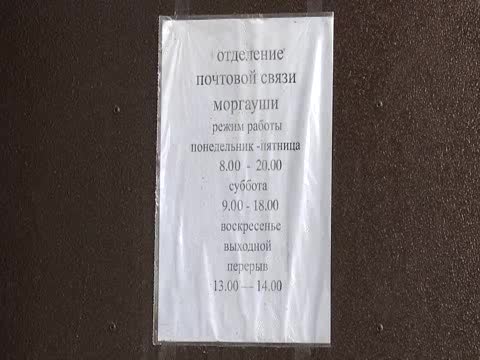 отделение
почтовой связи
моргауши
режим работы
понедельник -пятница
8.00 - 20.00
суббота
9.00 - 18.00
воскресенье
выходной
перерыв
13.00 — 14.00